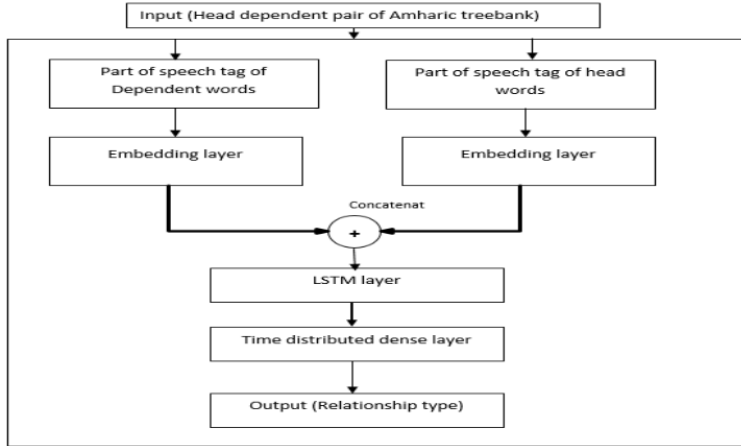 Input (Head dependent pair of Amharic treebank)
Part of speech tag of
Dependent words
Part of speech tag of head
words
Embedding layer
Embedding layer
Concatenat
+
LSTM layer
Time distributed dense layer
Output (Relationship type)